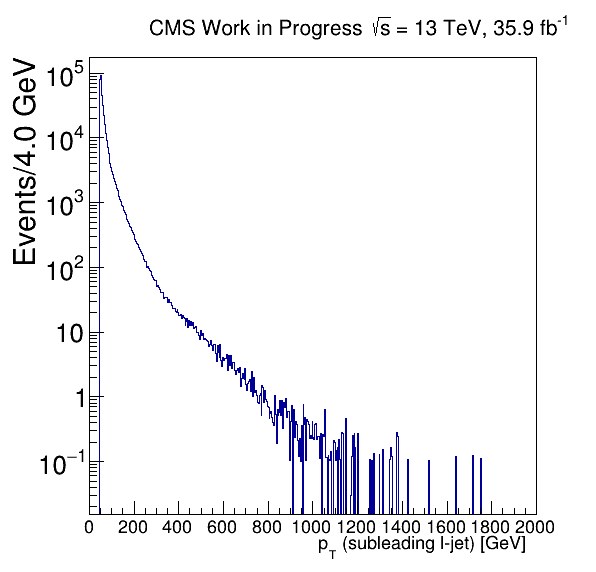 CMS Work in Progress √s = 13 TeV, 35.9 fb⁻¹
Events/4.0 GeV
10⁵
10⁴
10³
10²
10
1
10⁻¹
0 200 400 600 800 1000 1200 1400 1600 1800 2000
p_T (subleading l-jet) [GeV]